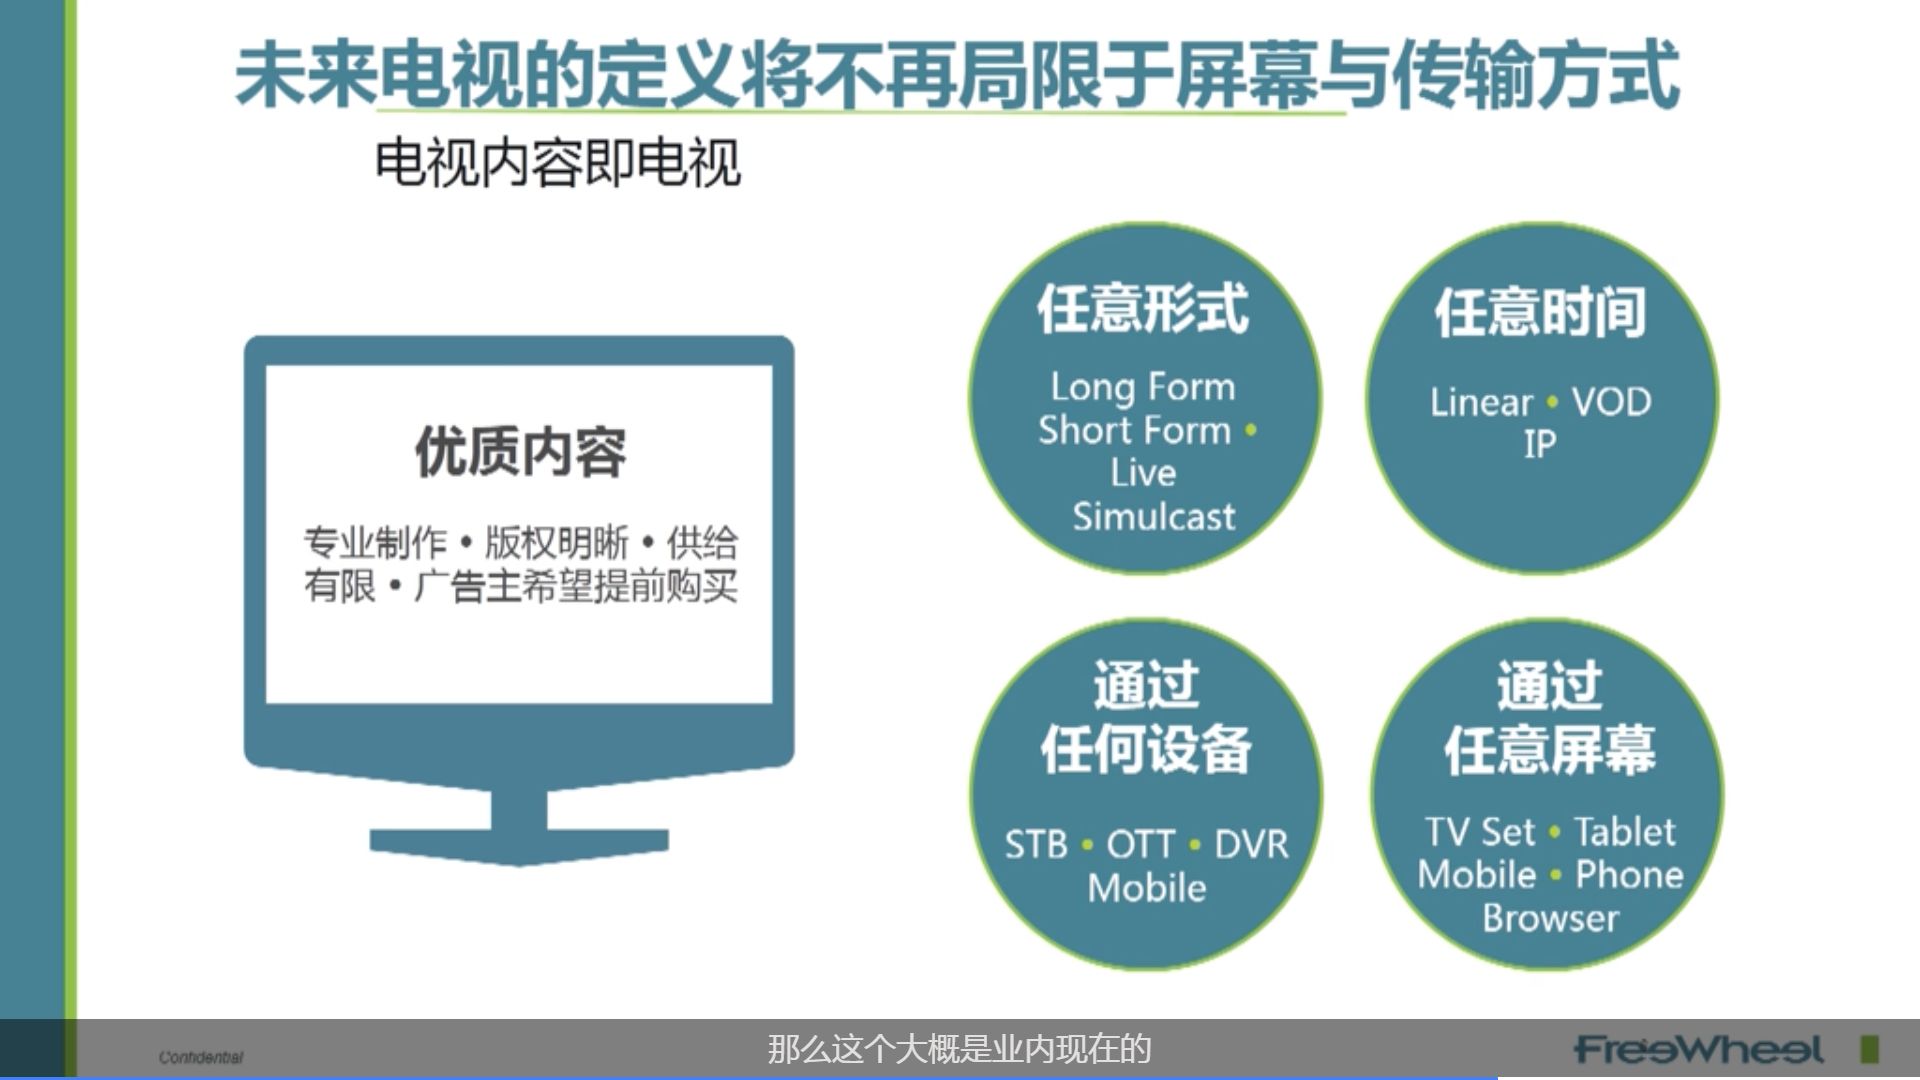 未来电视的定义将不再局限于屏幕与传输方式
电视内容即电视
优质内容
专业制作 • 版权明晰 • 供给
有限 • 广告主希望提前购买
任意形式
Long Form
Short Form •
Live
Simulcast
任意时间
Linear • VOD
IP
通过
任何设备
STB • OTT • DVR
Mobile
通过
任意屏幕
TV Set • Tablet
Mobile • Phone
Browser
Confidential
那么这个大概是业内现在的
FreeWheel